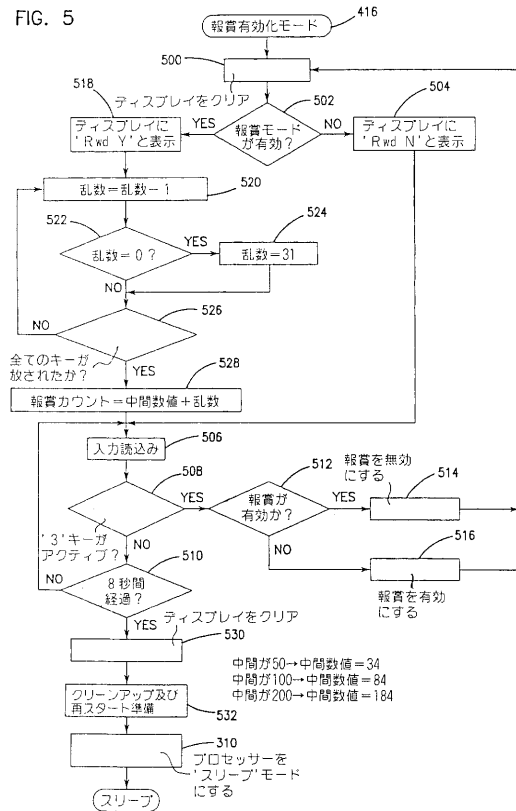 FIG. 5
報賞有効化モード
416
500
ディスプレイをクリア
502
報賞モード
が有効?
YES
NO
518
ディスプレイに
'Rwd Y'と表示
504
ディスプレイに
'Rwd N'と表示
乱数=乱数−1
520
522
乱数=0?
YES
NO
524
乱数=31
526
NO
全てのキーが
放されたか?
YES
528
報賞カウント=中間数値+乱数
入力読込み
506
508
'3'キーが
アクティブ?
YES
NO
512
報賞が
有効か?
YES
NO
報賞を無効
にする
514
516
報賞を有効
にする
510
8秒間
経過?
NO
YES
ディスプレイをクリア
530
中間が50→中間数値=34
中間が100→中間数値=84
中間が200→中間数値=184
クリーンアップ及び
再スタート準備
532
310
プロセッサーを
'スリープ'モード
にする
スリープ